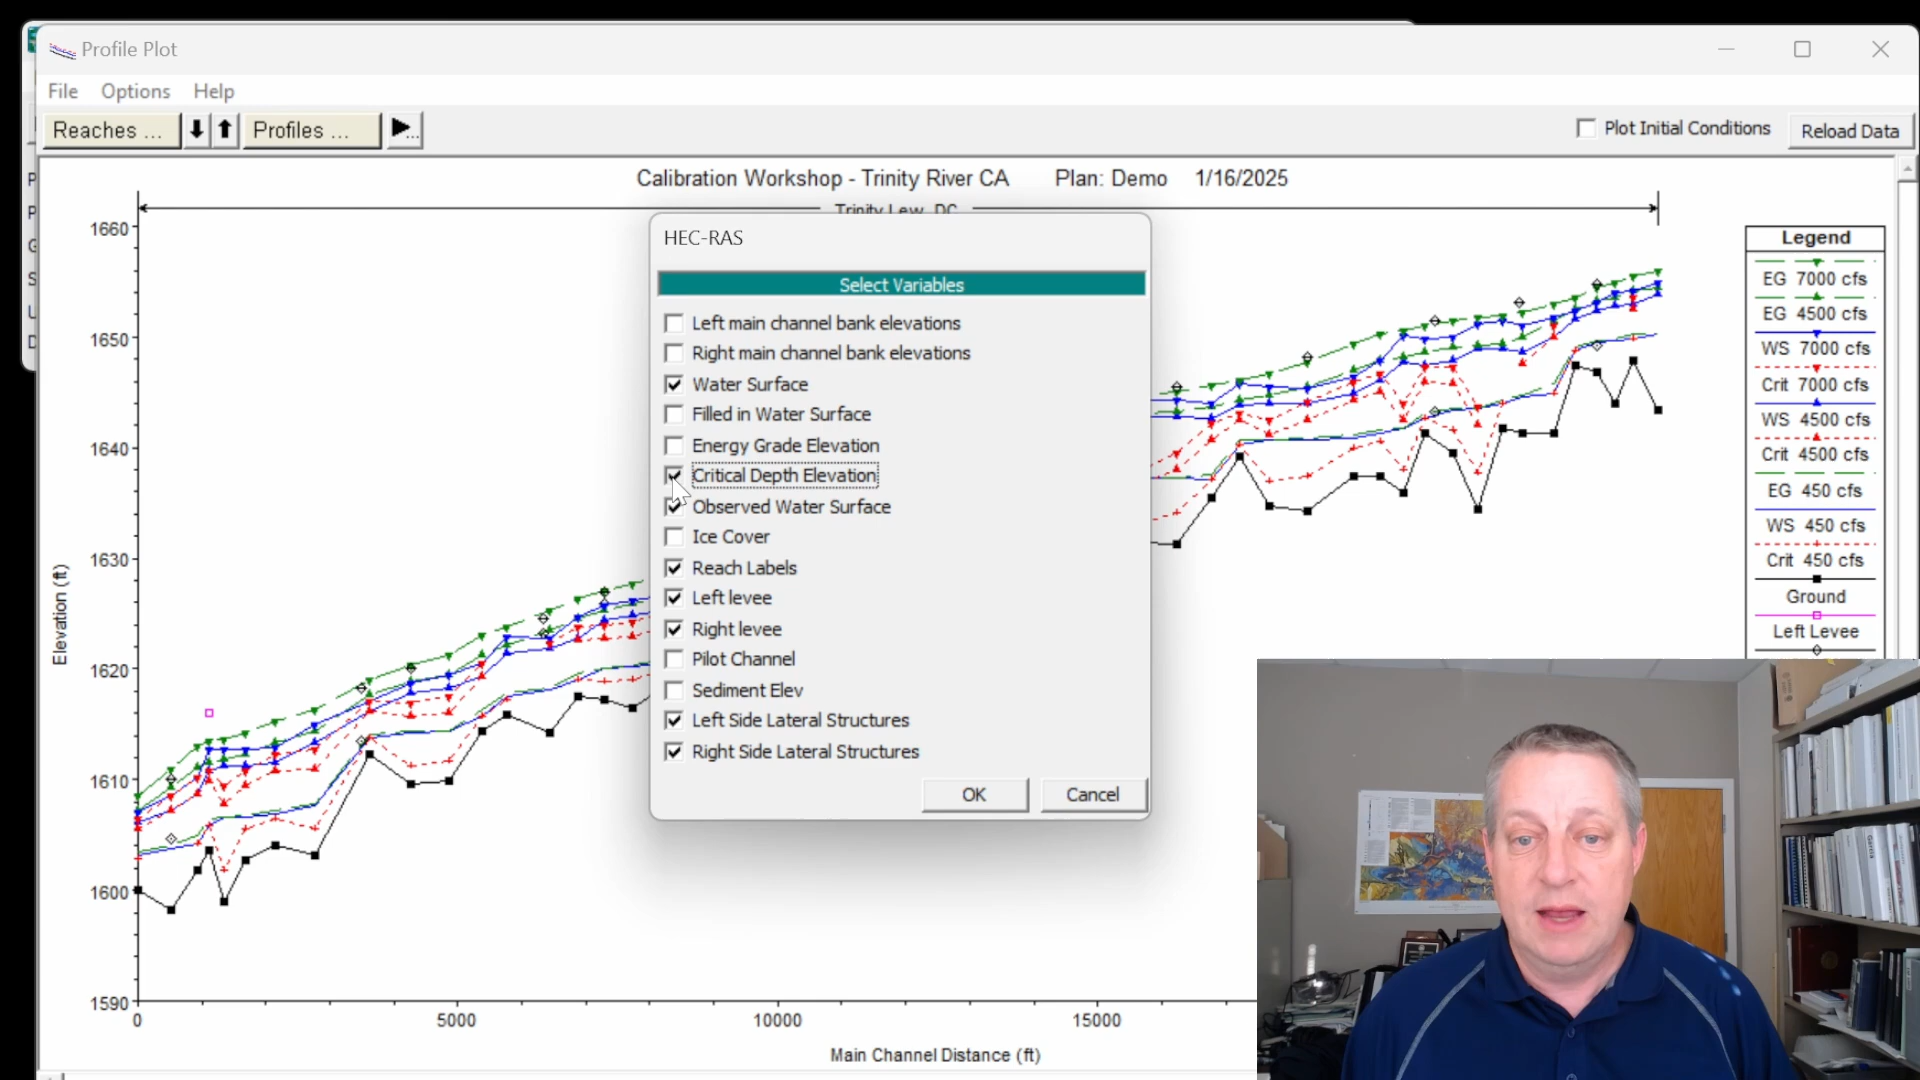 Profile Plot
File Options Help
Reaches ... Profiles ...
Plot Initial Conditions Reload Data
Calibration Workshop - Trinity River CA Plan: Demo 1/16/2025
HEC-RAS
Select Variables
Left main channel bank elevations
Right main channel bank elevations
Water Surface
Filled in Water Surface
Energy Grade Elevation
Critical Depth Elevation
Observed Water Surface
Ice Cover
Reach Labels
Left levee
Right levee
Pilot Channel
Sediment Elev
Left Side Lateral Structures
Right Side Lateral Structures
OK Cancel
Legend
EG 7000 cfs
EG 4500 cfs
WS 7000 cfs
Crit 7000 cfs
WS 4500 cfs
Crit 4500 cfs
EG 450 cfs
WS 450 cfs
Crit 450 cfs
Ground
Left Levee
Elevation (ft)
1660
1650
1640
1630
1620
1610
1600
1590
0 5000 10000 15000
Main Channel Distance (ft)